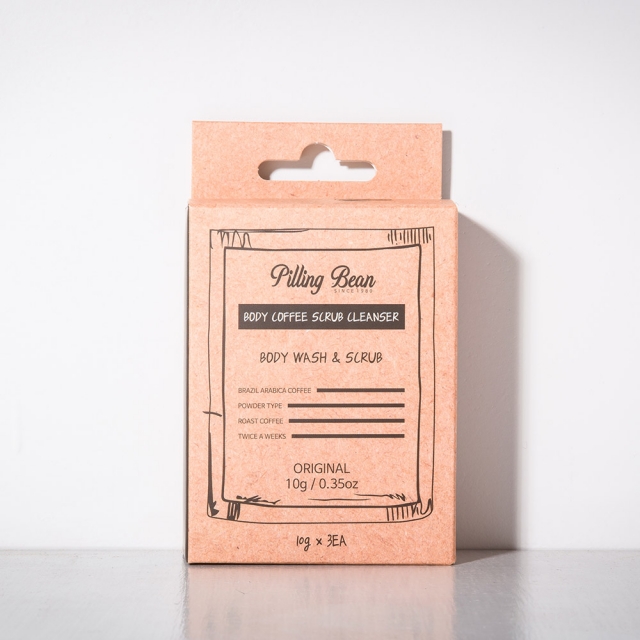 Pilling Bean
SINCE 1986
BODY COFFEE SCRUB CLEANSER
BODY WASH & SCRUB
BRAZIL ARABICA COFFEE
POWDER TYPE
ROAST COFFEE
TWICE A WEEKS
ORIGINAL
10g / 0.35oz
10g x 3EA